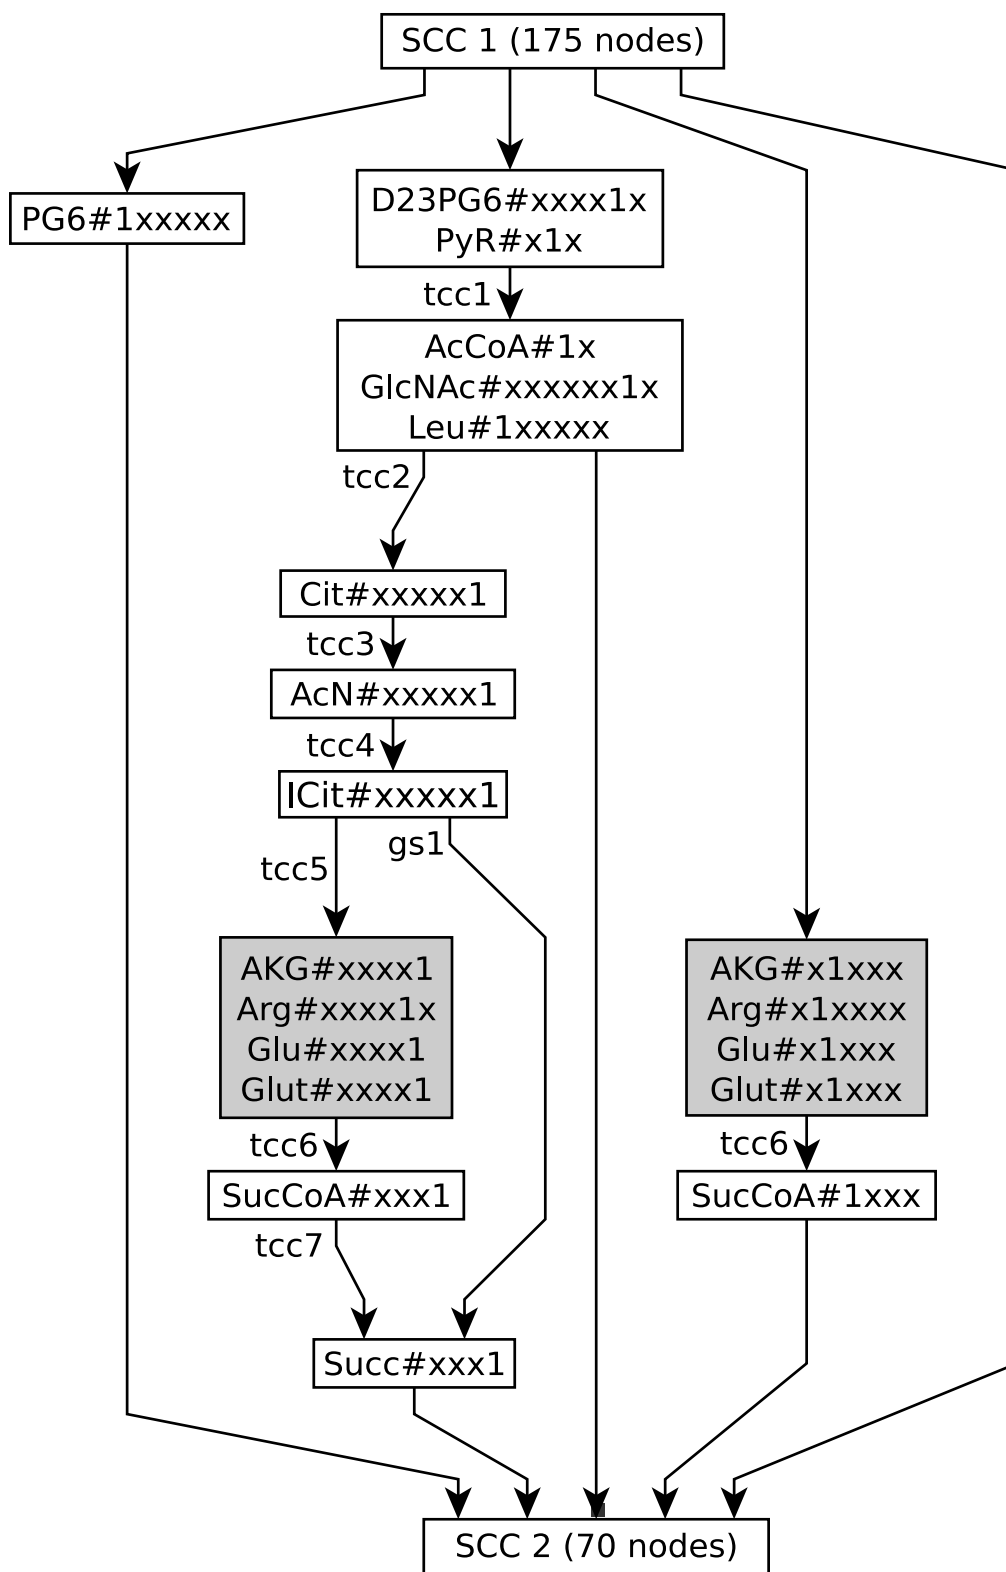 SCC 1 (175 nodes)
PG6#1xxxxx
D23PG6#xxxx1x
PyR#x1x
tcc1
AcCoA#1x
GlcNAc#xxxxxx1x
Leu#1xxxxx
tcc2
Cit#xxxxx1
tcc3
AcN#xxxxx1
tcc4
ICit#xxxxx1
gs1
tcc5
AKG#xxxx1
Arg#xxxx1x
Glu#xxxx1
Glut#xxxx1
AKG#x1xxx
Arg#x1xxxx
Glu#x1xxx
Glut#x1xxx
tcc6
tcc6
SucCoA#xxx1
SucCoA#1xxx
tcc7
Succ#xxx1
SCC 2 (70 nodes)